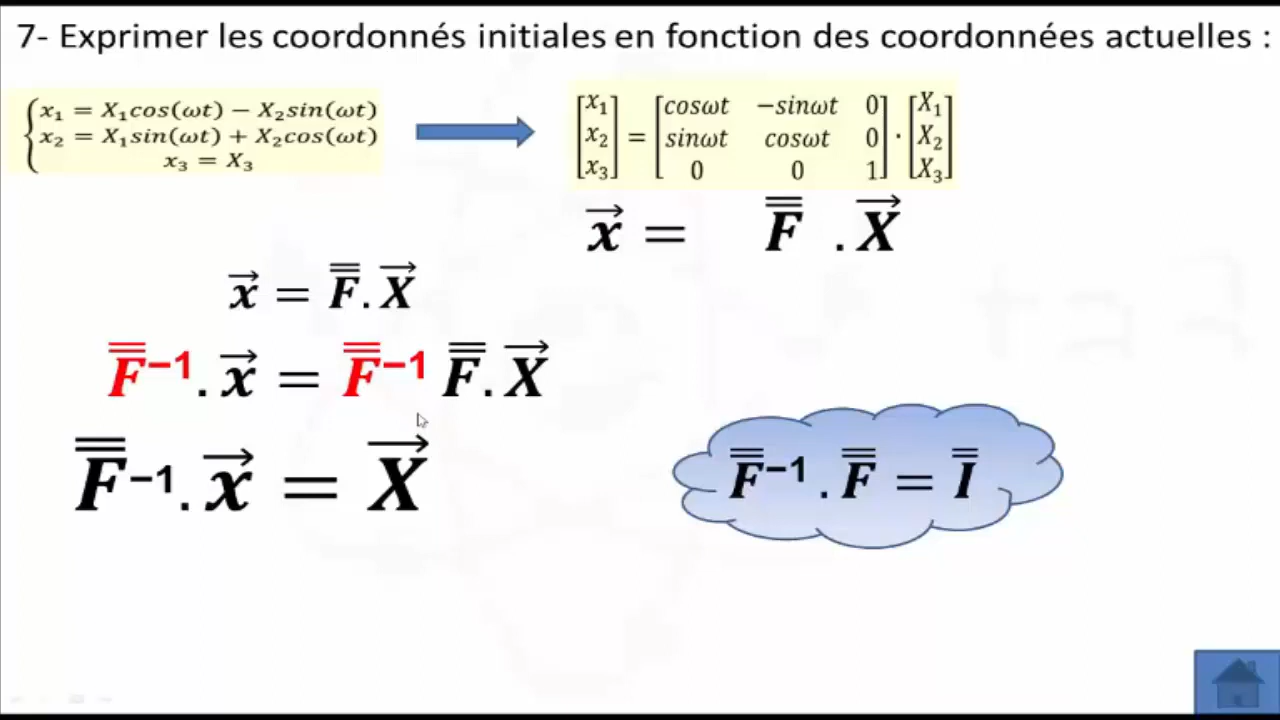 7- Exprimer les coordonnés initiales en fonction des coordonnées actuelles :
{x₁ = X₁cos(ωt) − X₂sin(ωt)
x₂ = X₁sin(ωt) + X₂cos(ωt)
x₃ = X₃
[x₁] = [cosωt −sinωt 0] . [X₁]
[x₂] [sinωt cosωt 0] [X₂]
[x₃] [0 0 1] [X₃]
x⃗ = F̿ . X⃗
x⃗ = F̿ . X⃗
F̿⁻¹ . x⃗ = F̿⁻¹ F̿ . X⃗
F̿⁻¹ . x⃗ = X⃗
F̿⁻¹ . F̿ = I̿